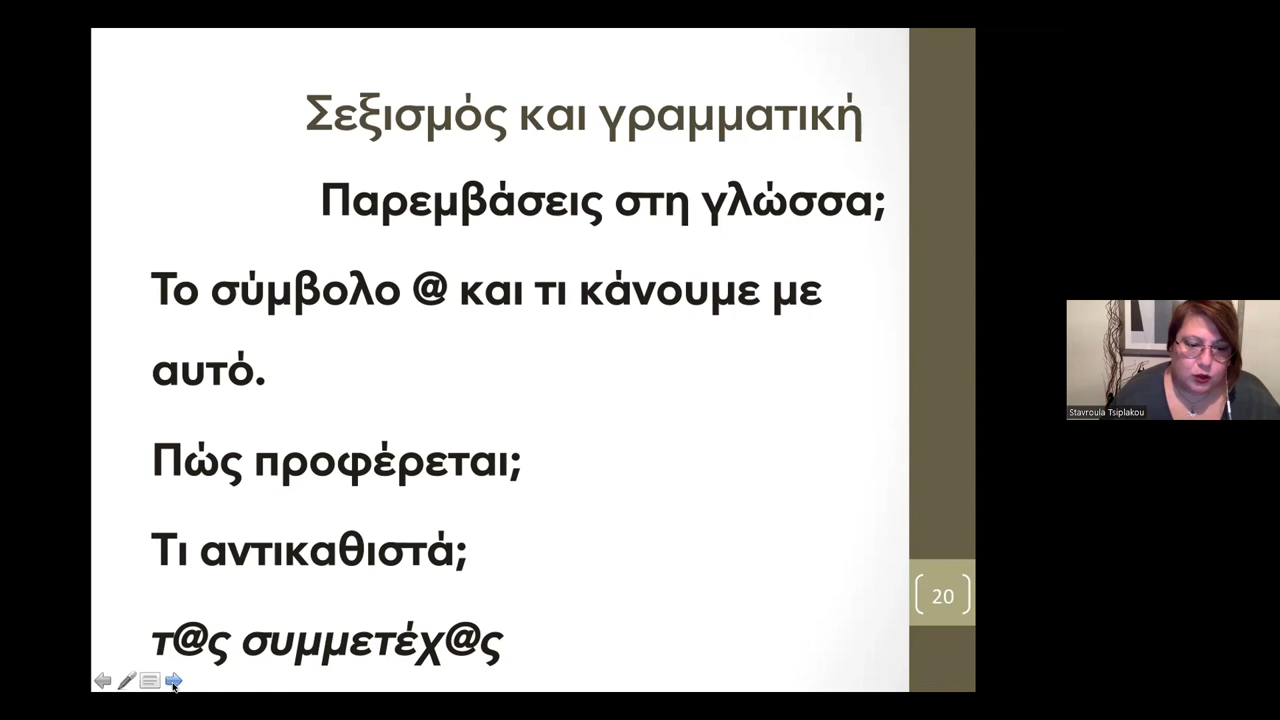 Σεξισμός και γραμματική
Παρεμβάσεις στη γλώσσα;
Το σύμβολο @ και τι κάνουμε με
αυτό.
Πώς προφέρεται;
Τι αντικαθιστά;
τ@ς συμμετέχ@ς
20
Stavroula Tsiplakou